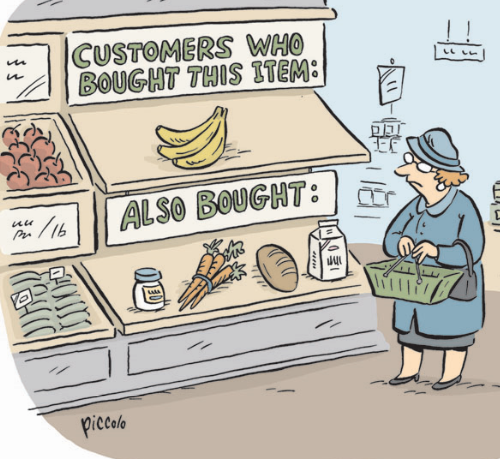 CUSTOMERS WHO
BOUGHT THIS ITEM:
ALSO BOUGHT:
/lb
piccolo